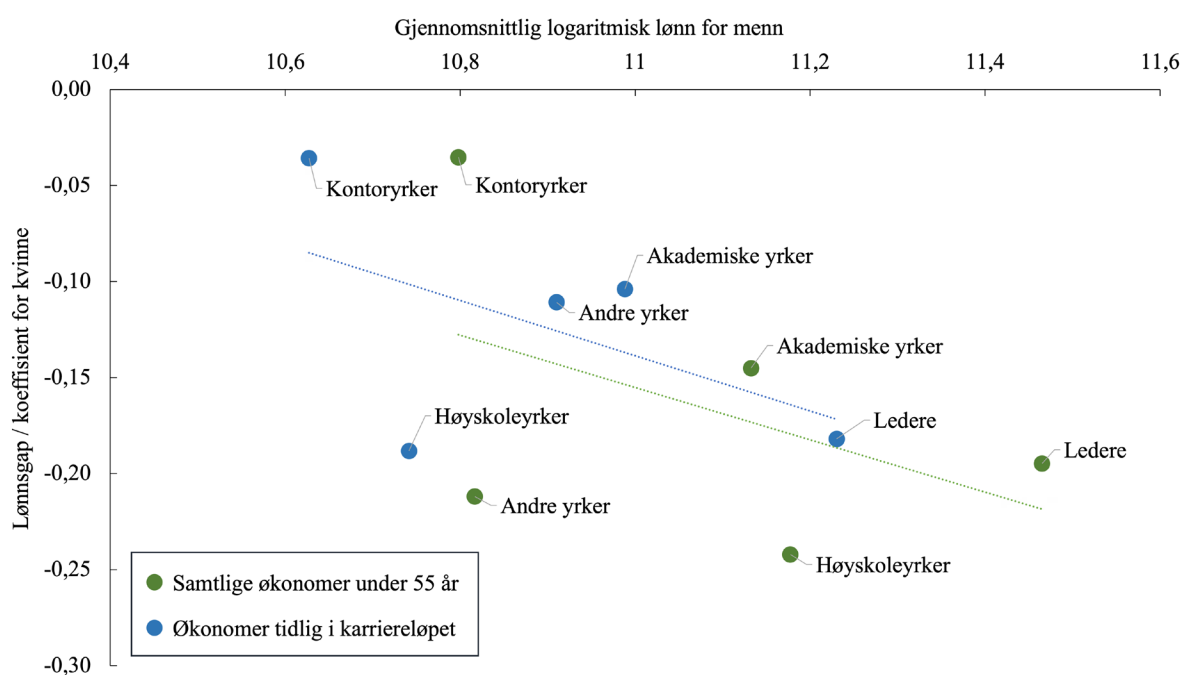 Gjennomsnittlig logaritmisk lønn for menn
10,4 10,6 10,8 11 11,2 11,4 11,6
0,00
-0,05
-0,10
-0,15
-0,20
-0,25
-0,30
Lønnsgap / koeffisient for kvinne
Kontoryrker
Kontoryrker
Akademiske yrker
Andre yrker
Akademiske yrker
Høyskoleyrker
Ledere
Ledere
Andre yrker
Høyskoleyrker
Samtlige økonomer under 55 år
Økonomer tidlig i karriereløpet